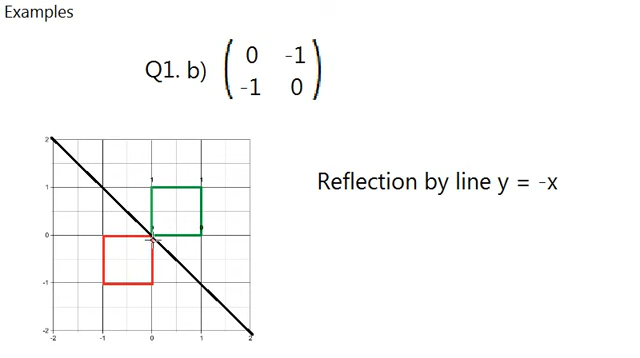 Examples
Q1. b) ( 0 -1
-1 0 )
Reflection by line y = -x
2
1
0
-1
-2
-2 -1 0 1 2
1 1